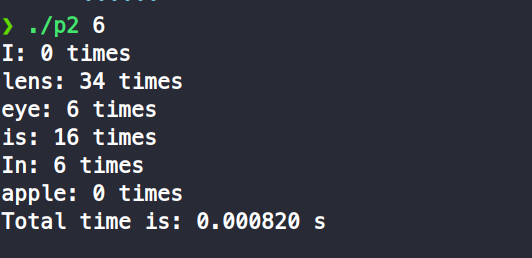 ❯ ./p2 6
I: 0 times
lens: 34 times
eye: 6 times
is: 16 times
In: 6 times
apple: 0 times
Total time is: 0.000820 s